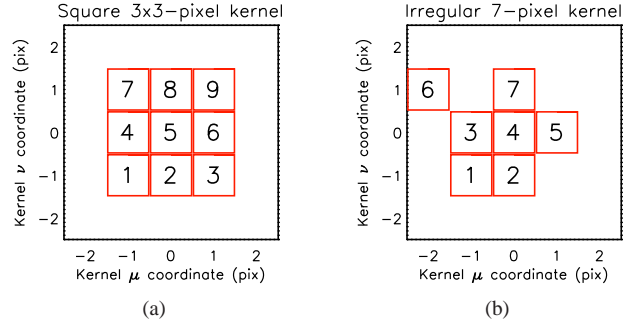 Square 3x3-pixel kernel
Kernel ν coordinate (pix)
2
1
0
-1
-2
7 8 9
4 5 6
1 2 3
-2 -1 0 1 2
Kernel μ coordinate (pix)
(a)
Irregular 7-pixel kernel
Kernel ν coordinate (pix)
2
1
0
-1
-2
6 7
3 4 5
1 2
-2 -1 0 1 2
Kernel μ coordinate (pix)
(b)